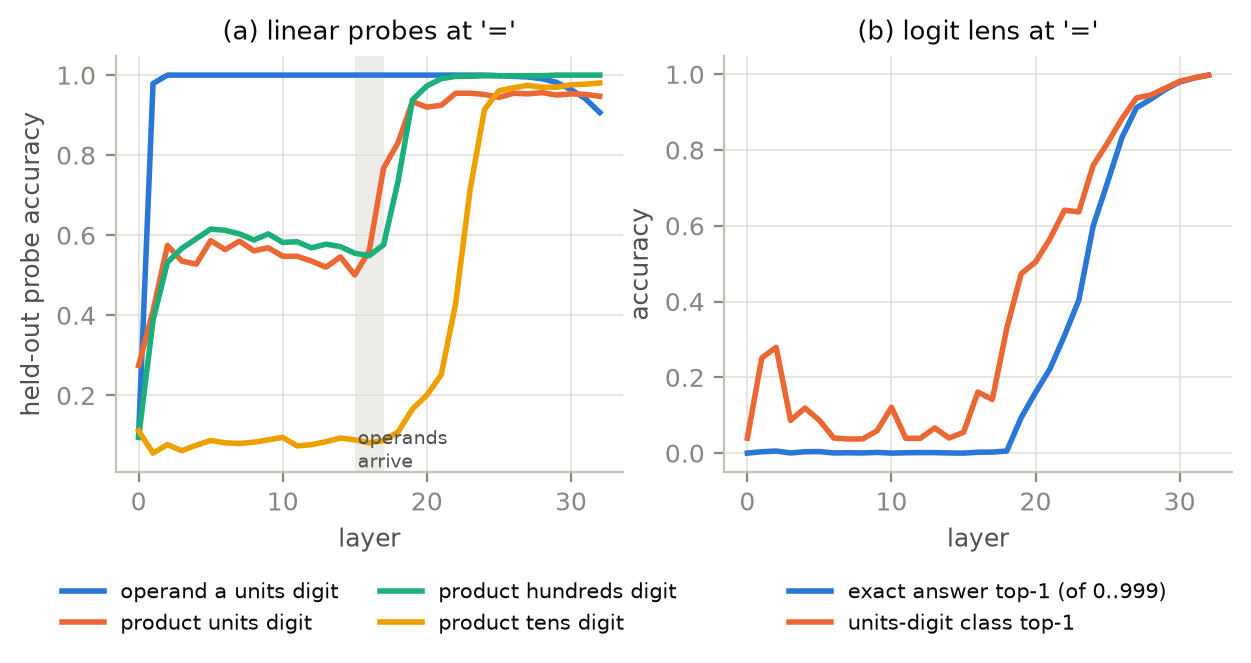 (a) linear probes at '='
(b) logit lens at '='
held-out probe accuracy
1.0
0.8
0.6
0.4
0.2
operands
arrive
0
10
20
30
layer
accuracy
1.0
0.8
0.6
0.4
0.2
0.0
0
10
20
30
layer
operand a units digit
product units digit
product hundreds digit
product tens digit
exact answer top-1 (of 0..999)
units-digit class top-1